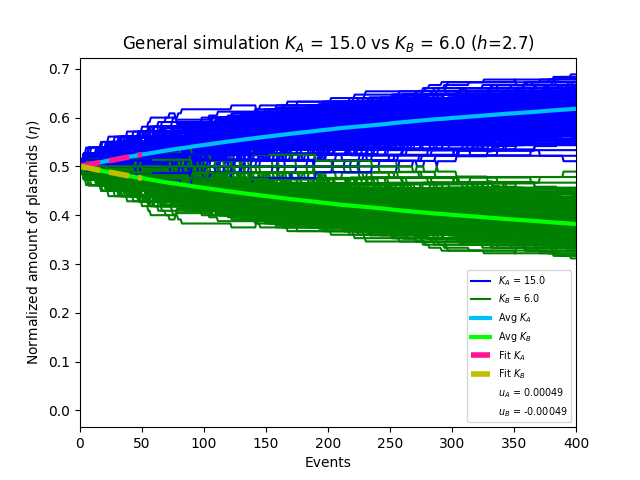 General simulation K_A = 15.0 vs K_B = 6.0 (h=2.7)
Normalized amount of plasmids (η)
0.7
0.6
0.5
0.4
0.3
0.2
0.1
0.0
K_A = 15.0
K_B = 6.0
Avg K_A
Avg K_B
Fit K_A
Fit K_B
u_A = 0.00049
u_B = -0.00049
0 50 100 150 200 250 300 350 400
Events